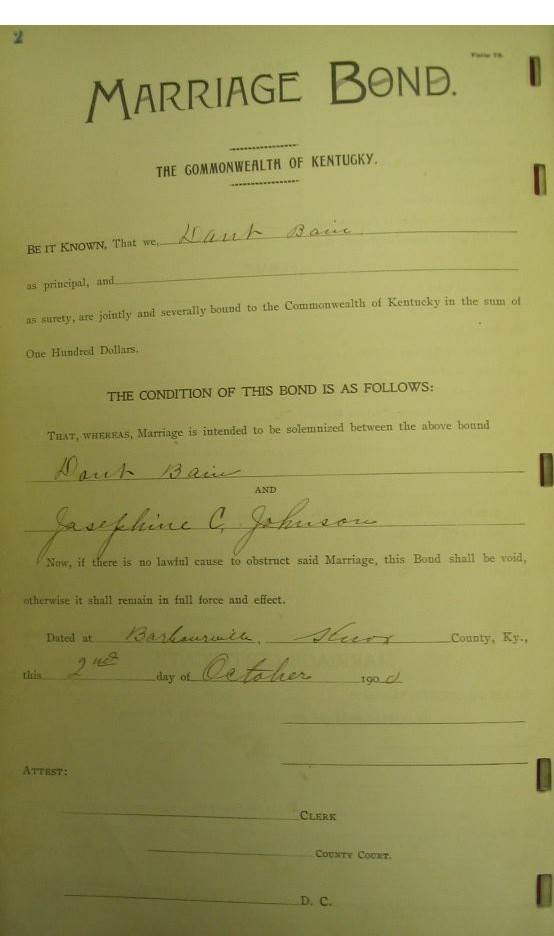 2
Form 78.
MARRIAGE BOND.
THE COMMONWEALTH OF KENTUCKY.
BE IT KNOWN, That we, Dant Bain
as principal, and
as surety, are jointly and severally bound to the Commonwealth of Kentucky in the sum of
One Hundred Dollars.
THE CONDITION OF THIS BOND IS AS FOLLOWS:
THAT, WHEREAS, Marriage is intended to be solemnized between the above bound
Dant Bain
AND
Josephine C. Johnson
Now, if there is no lawful cause to obstruct said Marriage, this Bond shall be void,
otherwise it shall remain in full force and effect.
Dated at Barbourville, Knox County, Ky.,
this 2nd day of October 1900
ATTEST:
CLERK
COUNTY COURT.
D. C.